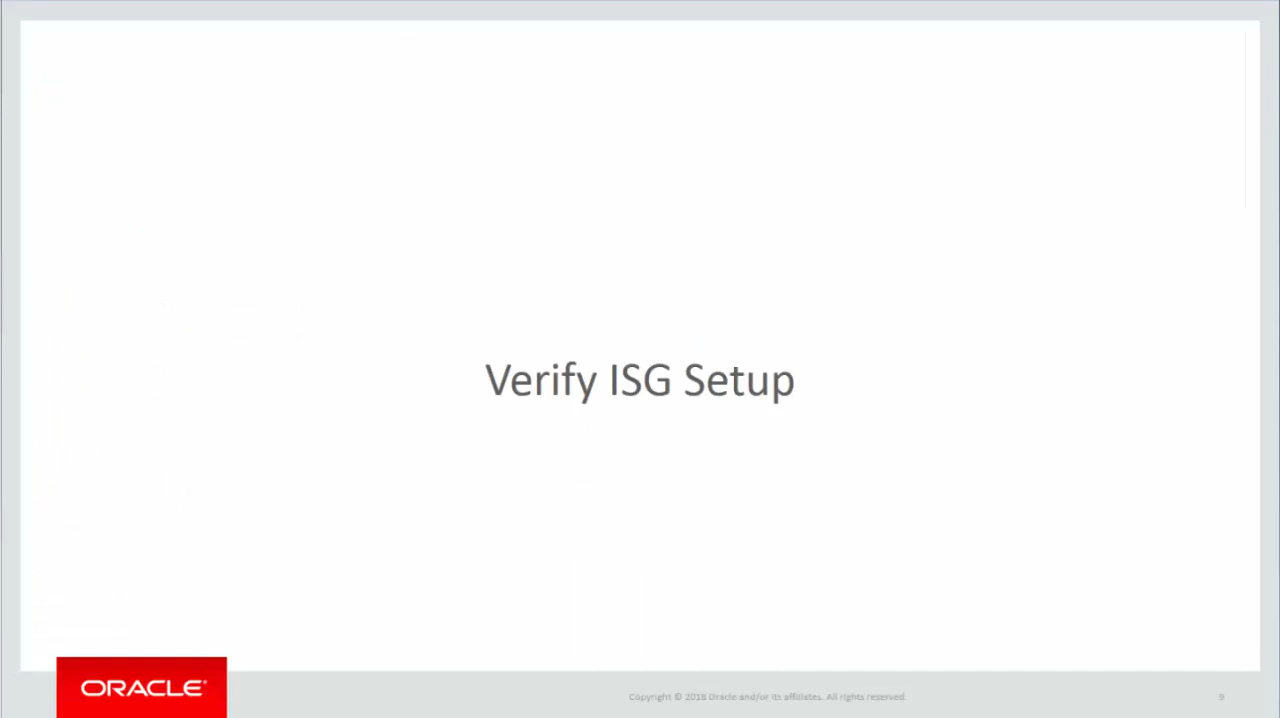 Verify ISG Setup
ORACLE®
Copyright © 2018 Oracle and/or its affiliates. All rights reserved.
9